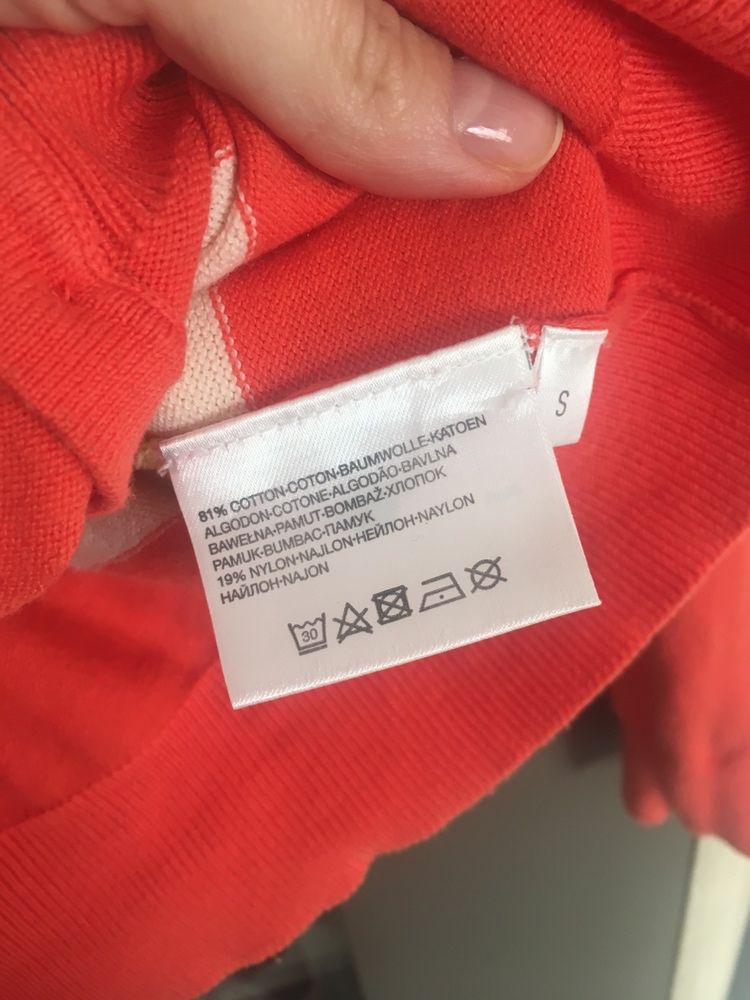 81% COTTON·COTON·BAUMWOLLE·KATOEN
ALGODON·COTONE·ALGODÃO·BAVLNA
BAWEŁNA·PAMUT·BOMBAŽ·ХЛОПОК
PAMUK·BUMBAC·ПАМУК
19% NYLON·NAJLON·НЕЙЛОН·NAYLON
НАЙЛОН·NAJON
30
S